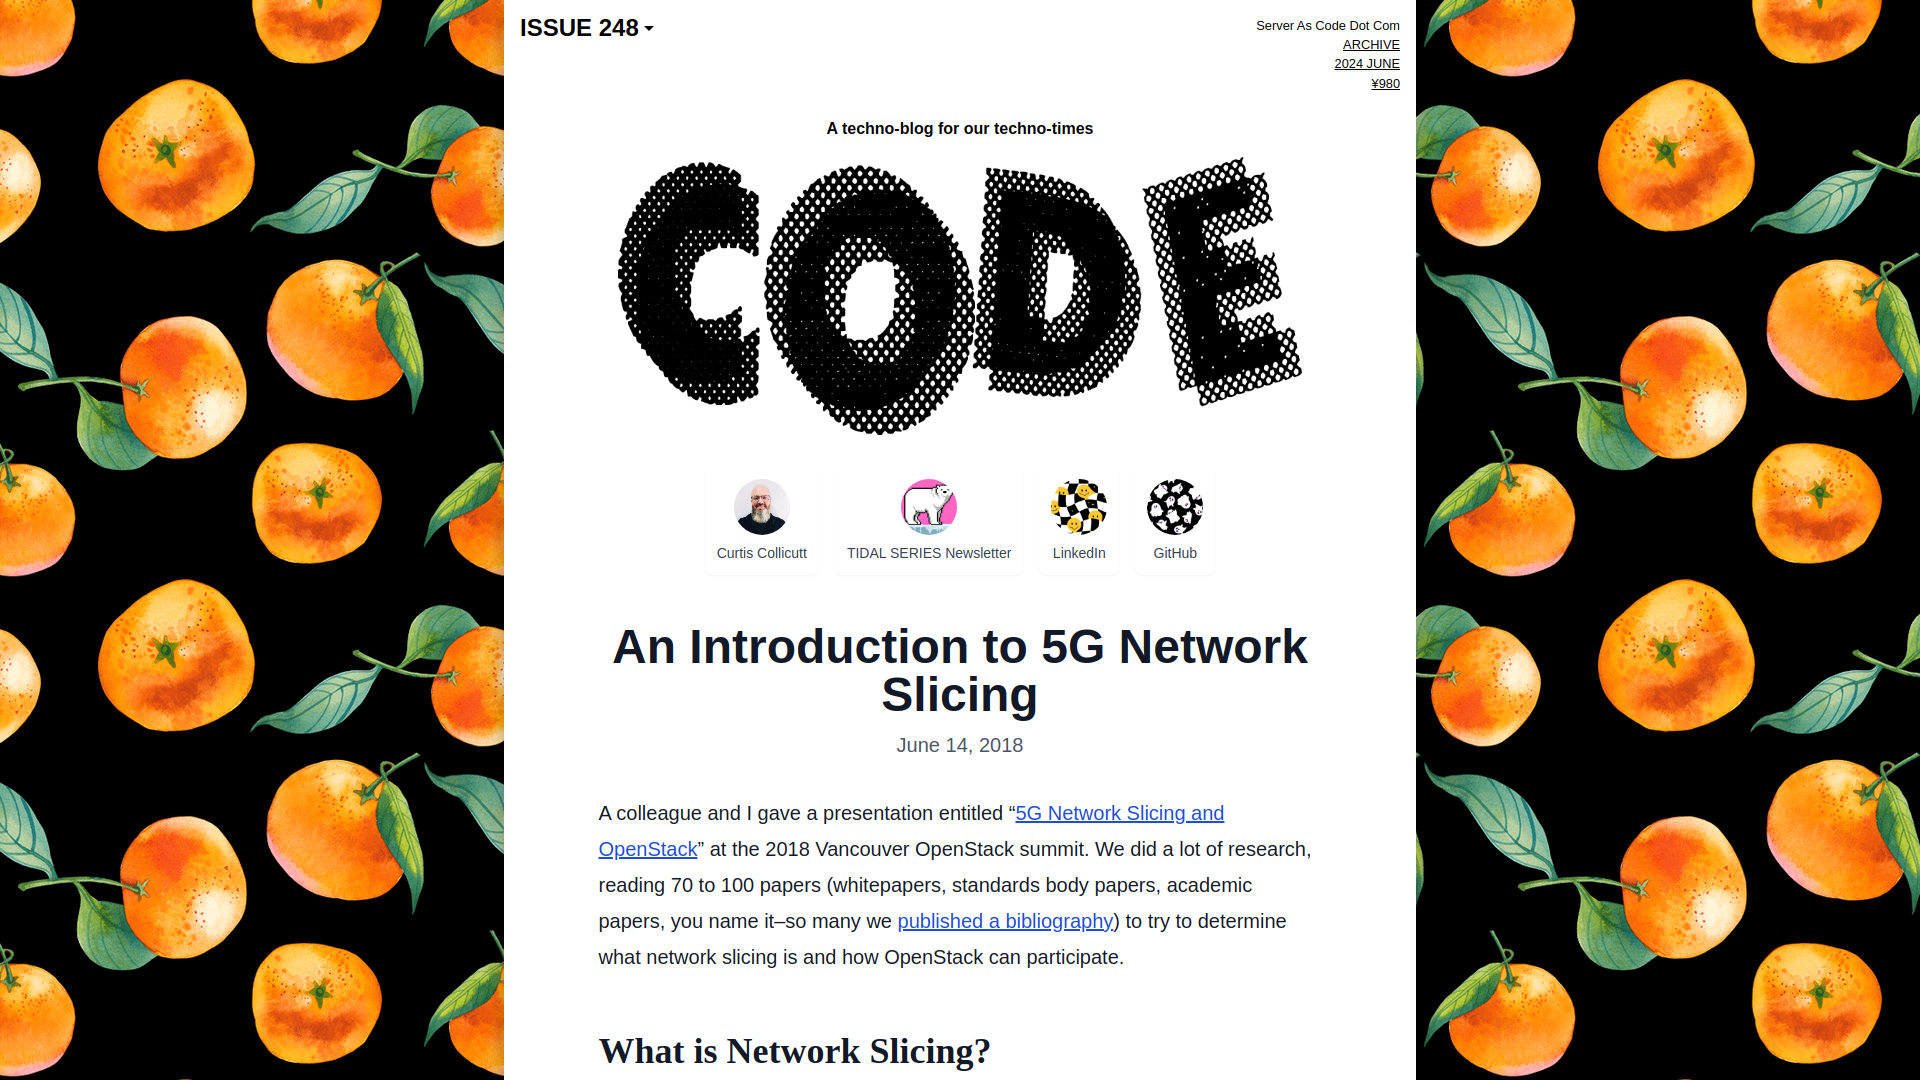 ISSUE 248
Server As Code Dot Com
ARCHIVE
2024 JUNE
¥980
A techno-blog for our techno-times
CODE
Curtis Collicutt
TIDAL SERIES Newsletter
LinkedIn
GitHub
An Introduction to 5G Network
Slicing
June 14, 2018
A colleague and I gave a presentation entitled “5G Network Slicing and
OpenStack” at the 2018 Vancouver OpenStack summit. We did a lot of research,
reading 70 to 100 papers (whitepapers, standards body papers, academic
papers, you name it–so many we published a bibliography) to try to determine
what network slicing is and how OpenStack can participate.
What is Network Slicing?